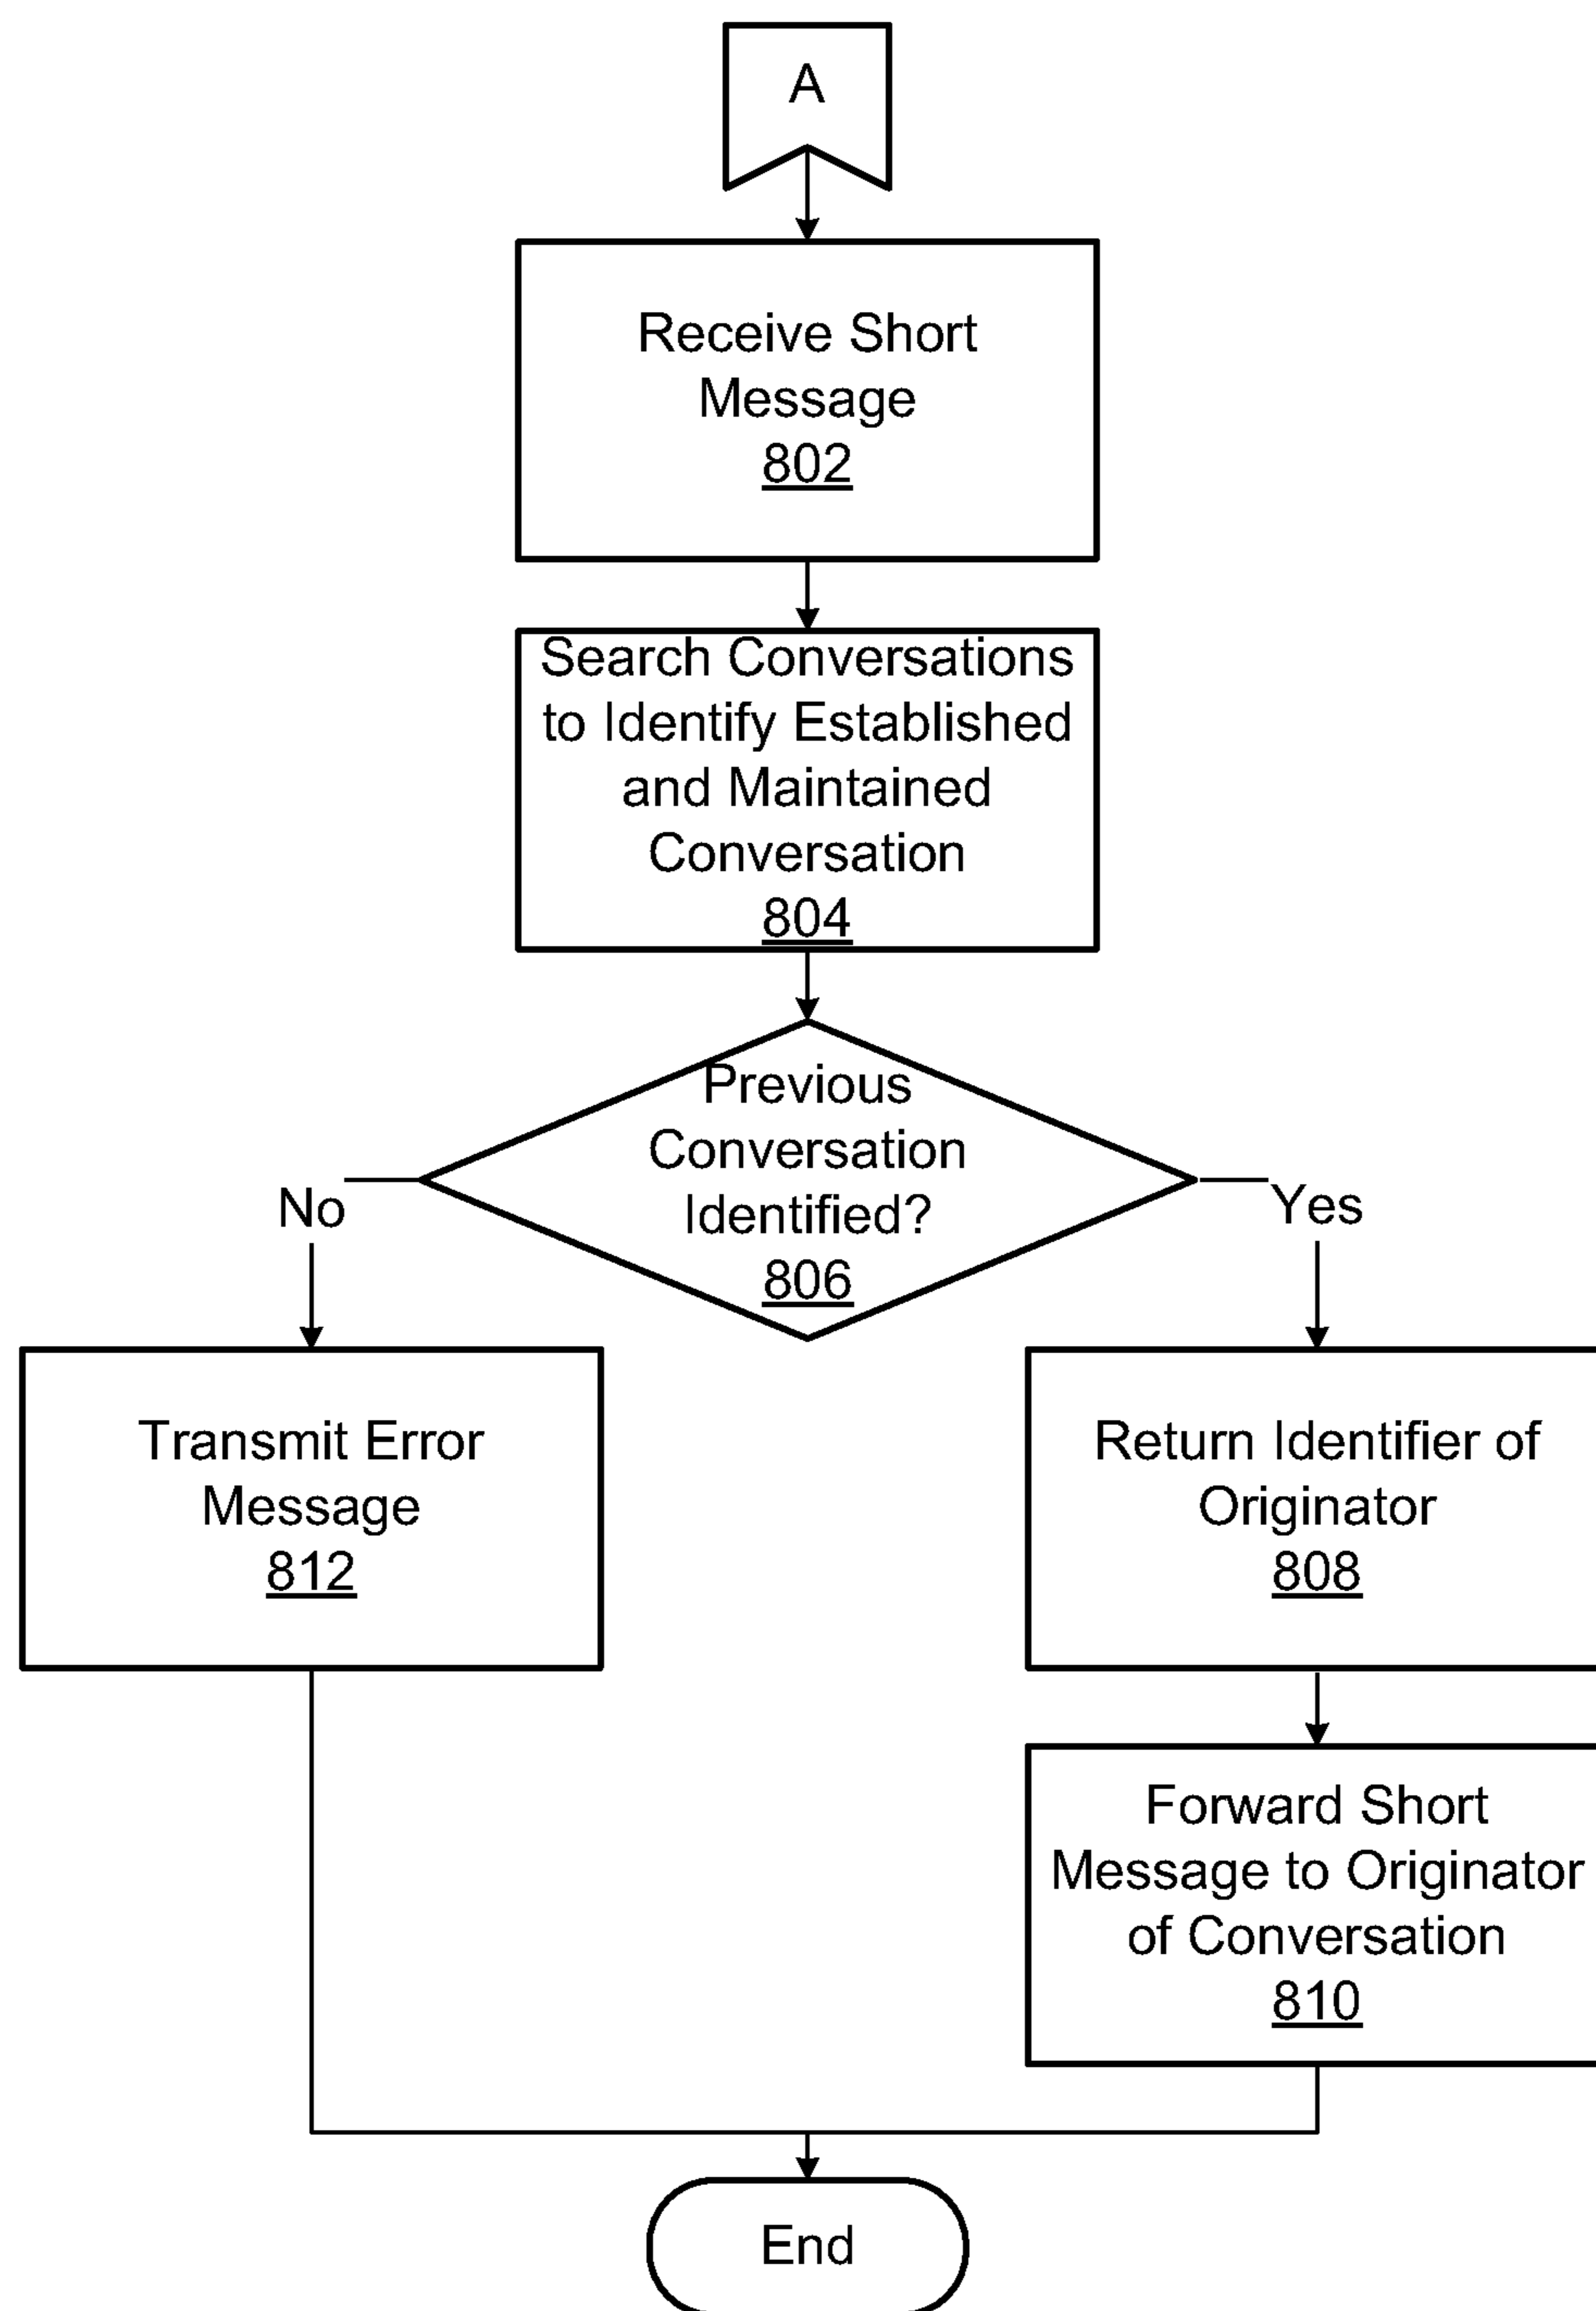 A
Receive Short
Message
802
Search Conversations
to Identify Established
and Maintained
Conversation
804
Previous
Conversation
Identified?
806
No
Yes
Transmit Error
Message
812
Return Identifier of
Originator
808
Forward Short
Message to Originator
of Conversation
810
End